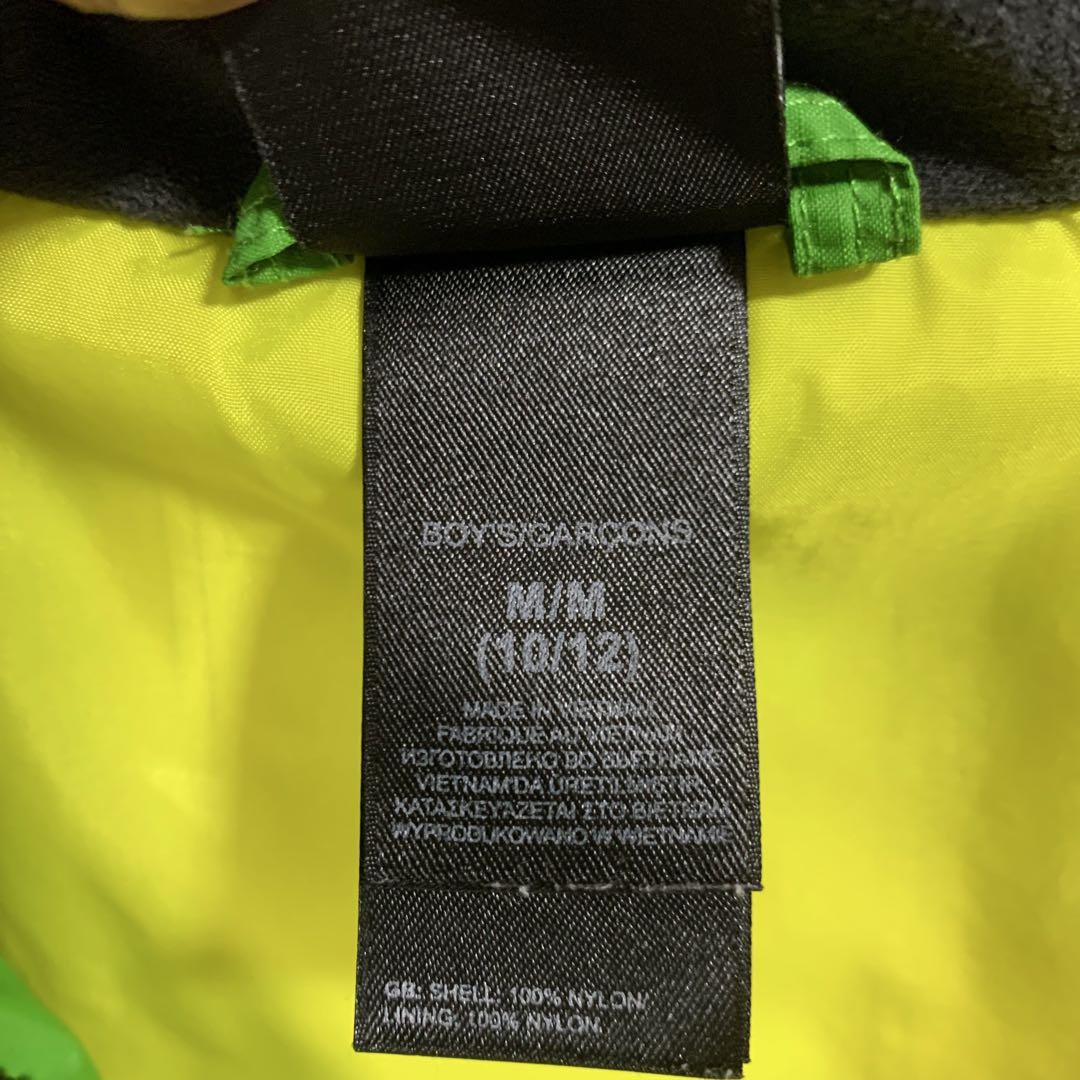 BOY'S/GARÇONS
M/M
(10/12)
MADE IN VIETNAM
FABRIQUE AU VIETNAM
ИЗГОТОВЛЕНО ВО ВЬЕТНАМЕ
VIETNAM'DA ÜRETİLMİŞTİR
ΚΑΤΑΣΚΕΥΑΖΕΤΑΙ ΣΤΟ ΒΙΕΤΝΑΜ
WYPRODUKOWANO W WIETNAMIE
GB: SHELL: 100% NYLON/
LINING: 100% NYLON